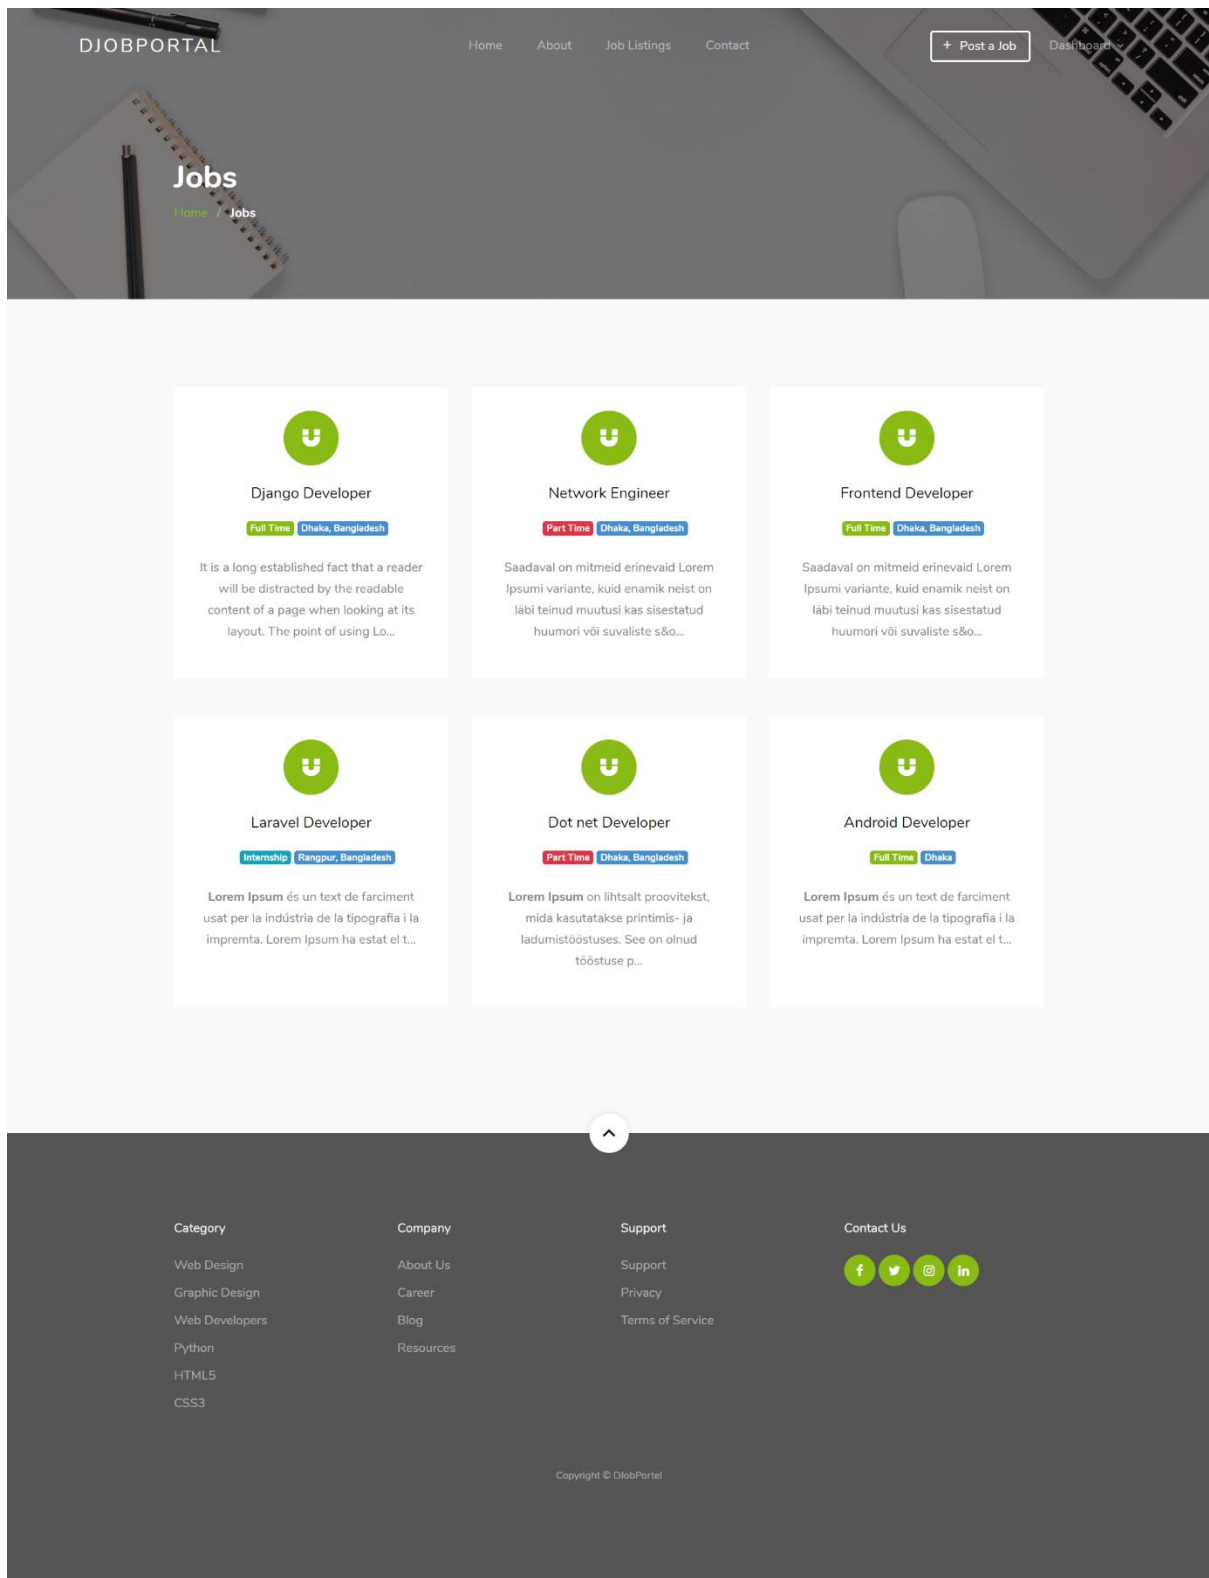 DJOBPORTAL
Home About Job Listings Contact
+ Post a Job Dashboard
Jobs
Home / Jobs
Django Developer
Full Time Dhaka, Bangladesh
It is a long established fact that a reader
will be distracted by the readable
content of a page when looking at its
layout. The point of using Lo...
Network Engineer
Part Time Dhaka, Bangladesh
Saadaval on mitmeid erinevaid Lorem
Ipsumi variante, kuid enamik neist on
läbi teinud muutusi kas sisestatud
huumori või suvaliste s&o...
Frontend Developer
Full Time Dhaka, Bangladesh
Saadaval on mitmeid erinevaid Lorem
Ipsumi variante, kuid enamik neist on
läbi teinud muutusi kas sisestatud
huumori või suvaliste s&o...
Laravel Developer
Internship Rangpur, Bangladesh
Lorem Ipsum és un text de farciment
usat per la indústria de la tipografia i la
impremta. Lorem Ipsum ha estat el t...
Dot net Developer
Part Time Dhaka, Bangladesh
Lorem Ipsum on lihtsalt proovitekst,
mida kasutatakse printimis- ja
ladumistööstuses. See on olnud
tööstuse p...
Android Developer
Full Time Dhaka
Lorem Ipsum és un text de farciment
usat per la indústria de la tipografia i la
impremta. Lorem Ipsum ha estat el t...
Category
Web Design
Graphic Design
Web Developers
Python
HTML5
CSS3
Company
About Us
Career
Blog
Resources
Support
Support
Privacy
Terms of Service
Contact Us
Copyright © DJobPortel